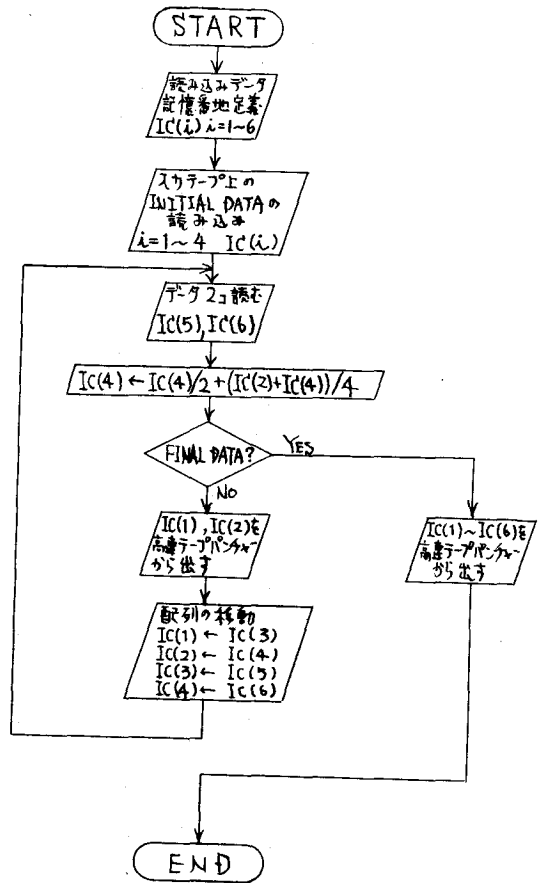 START
読み込みデータ
記憶番地定義
IC(i) i=1~6
入力テープ上の
INITIAL DATAの
読み込み
i=1~4 IC(i)
データ2コ読む
IC(5), IC(6)
IC(4)←IC(4)/2+(IC(2)+IC(4))/4
FINAL DATA?
YES
NO
IC(1), IC(2)を
高速テープパンチャー
から出す
IC(1)~IC(6)を
高速テープパンチャー
から出す
配列の移動
IC(1)←IC(3)
IC(2)←IC(4)
IC(3)←IC(5)
IC(4)←IC(6)
END